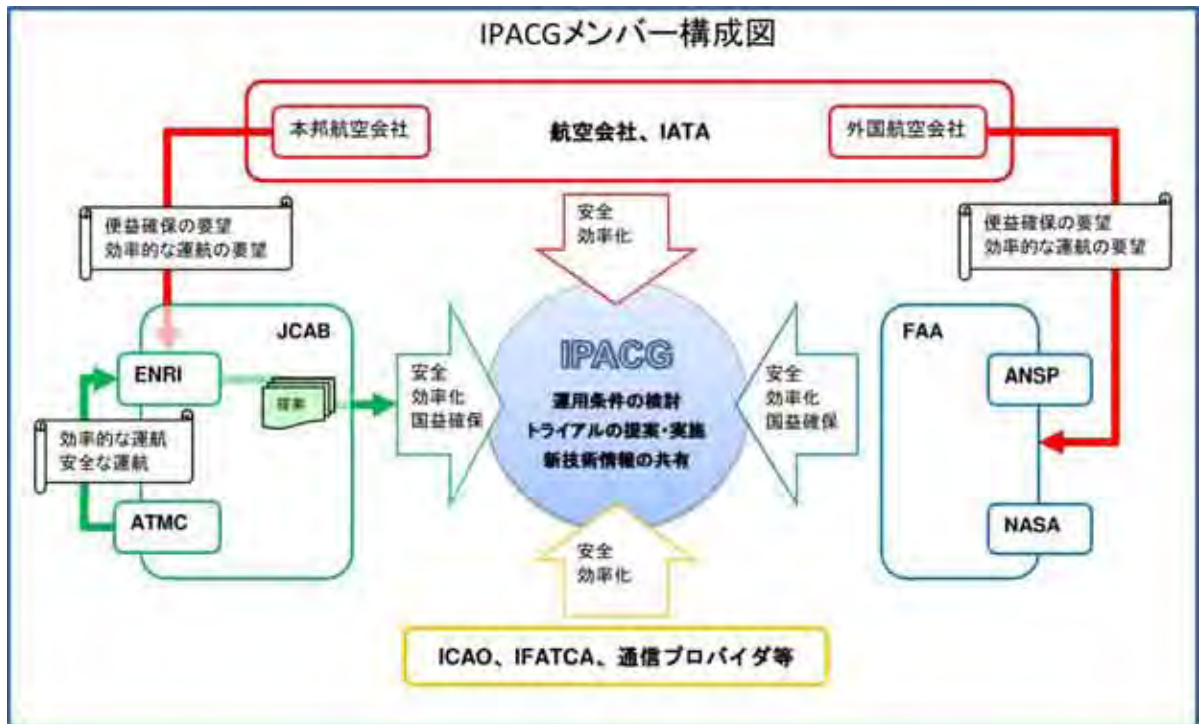 IPACGメンバー構成図
本邦航空会社
航空会社、IATA
外国航空会社
便益確保の要望
効率的な運航の要望
安全
効率化
便益確保の要望
効率的な運航の要望
JCAB
ENRI
提案
効率的な運航
安全な運航
ATMC
安全
効率化
国益確保
IPACG
運用条件の検討
トライアルの提案・実施
新技術情報の共有
安全
効率化
国益確保
FAA
ANSP
NASA
安全
効率化
ICAO、IFATCA、通信プロバイダ等